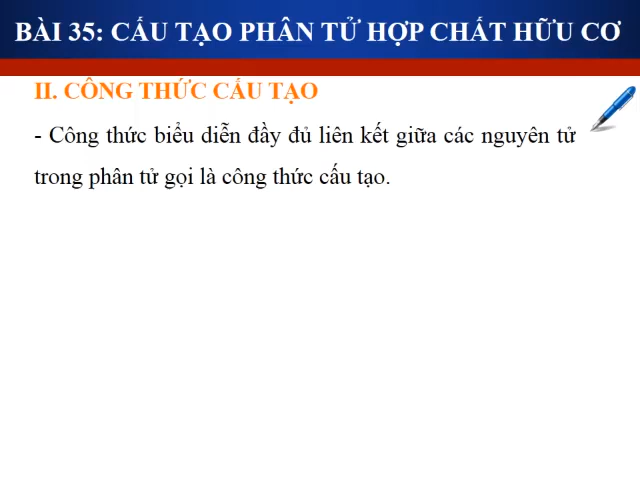 BÀI 35: CẤU TẠO PHÂN TỬ HỢP CHẤT HỮU CƠ
II. CÔNG THỨC CẤU TẠO
- Công thức biểu diễn đầy đủ liên kết giữa các nguyên tử
trong phân tử gọi là công thức cấu tạo.